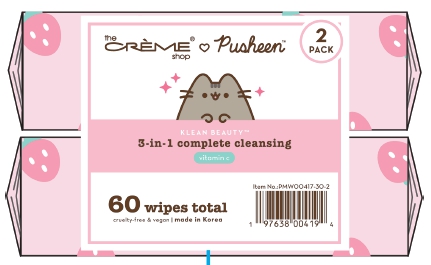 the
CRÈME® ♡ Pusheen™
shop
2
PACK
KLEAN BEAUTY™
3-in-1 complete cleansing
vitamin c
60 wipes total
cruelty-free & vegan | made in Korea
Item No.:PMW00417-30-2
1 97638 00419 4